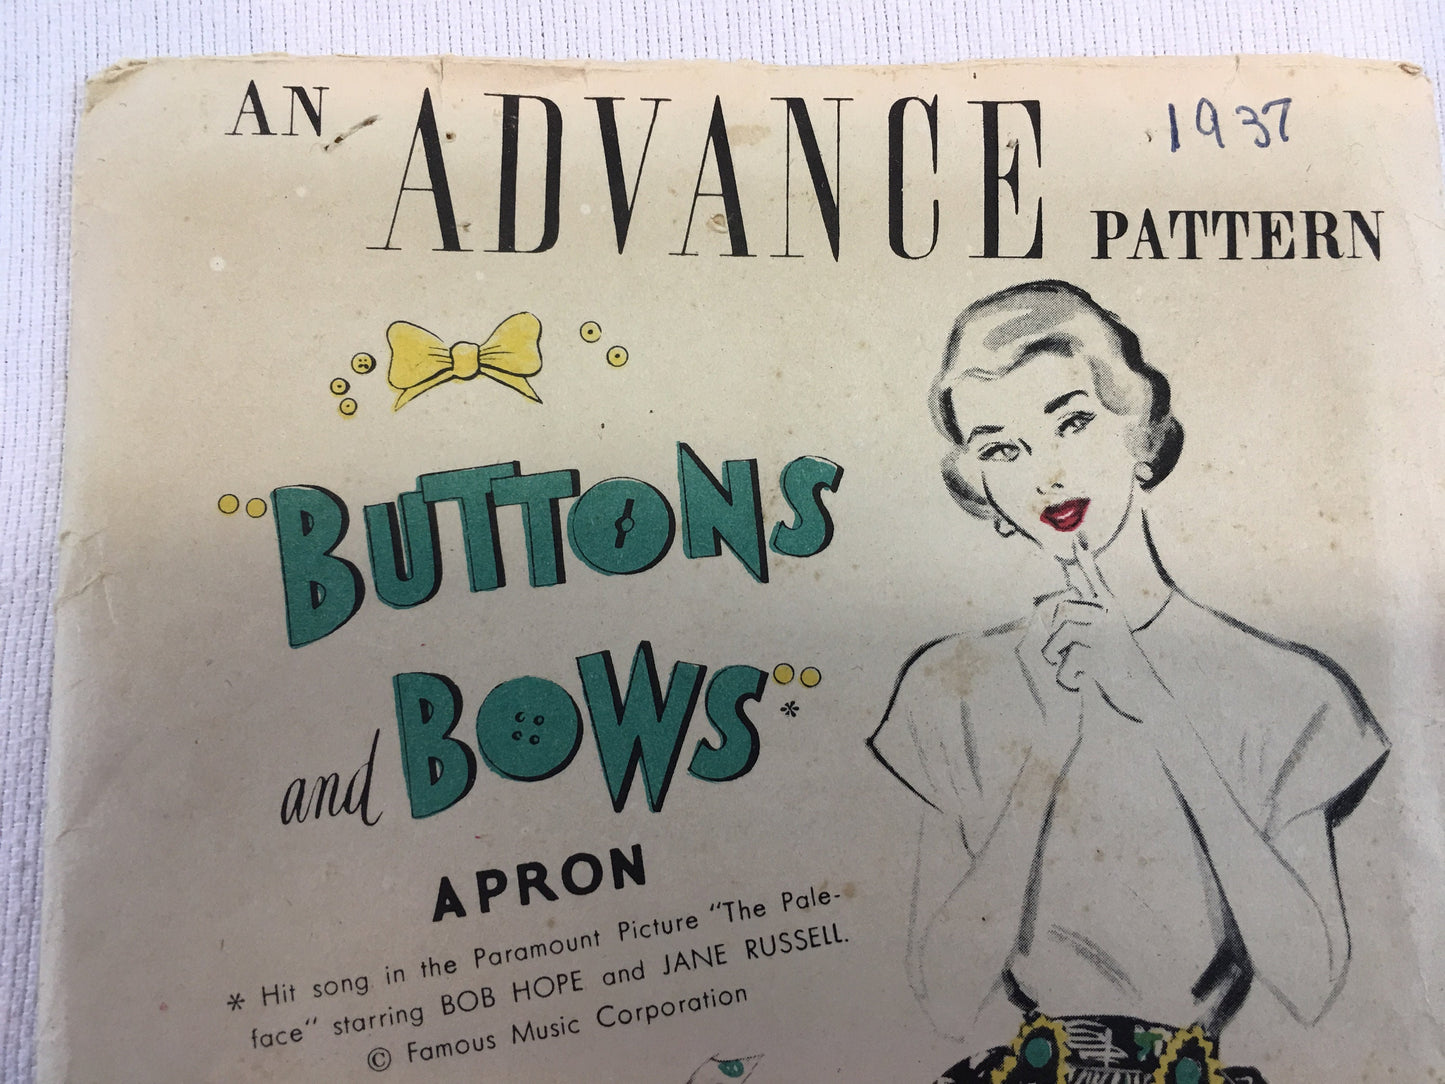 AN ADVANCE PATTERN
1937
"BUTTONS
and BOWS"*
APRON
* Hit song in the Paramount Picture "The Pale-
face" starring BOB HOPE and JANE RUSSELL.
© Famous Music Corporation